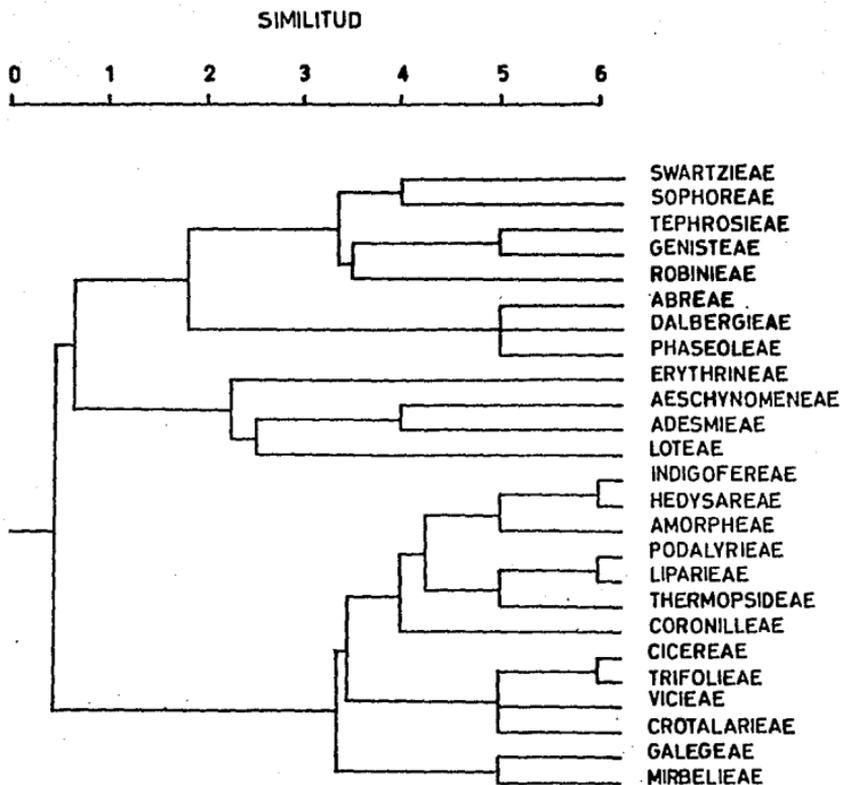 SIMILITUD
0 1 2 3 4 5 6
SWARTZIEAE
SOPHOREAE
TEPHROSIEAE
GENISTEAE
ROBINIEAE
ABREAE
DALBERGIEAE
PHASEOLEAE
ERYTHRINEAE
AESCHYNOMENEAE
ADESMIEAE
LOTEAE
INDIGOFEREAE
HEDYSAREAE
AMORPHEAE
PODALYRIEAE
LIPARIEAE
THERMOPSIDEAE
CORONILLEAE
CICEREAE
TRIFOLIEAE
VICIEAE
CROTALARIEAE
GALEGEAE
MIRBELIEAE